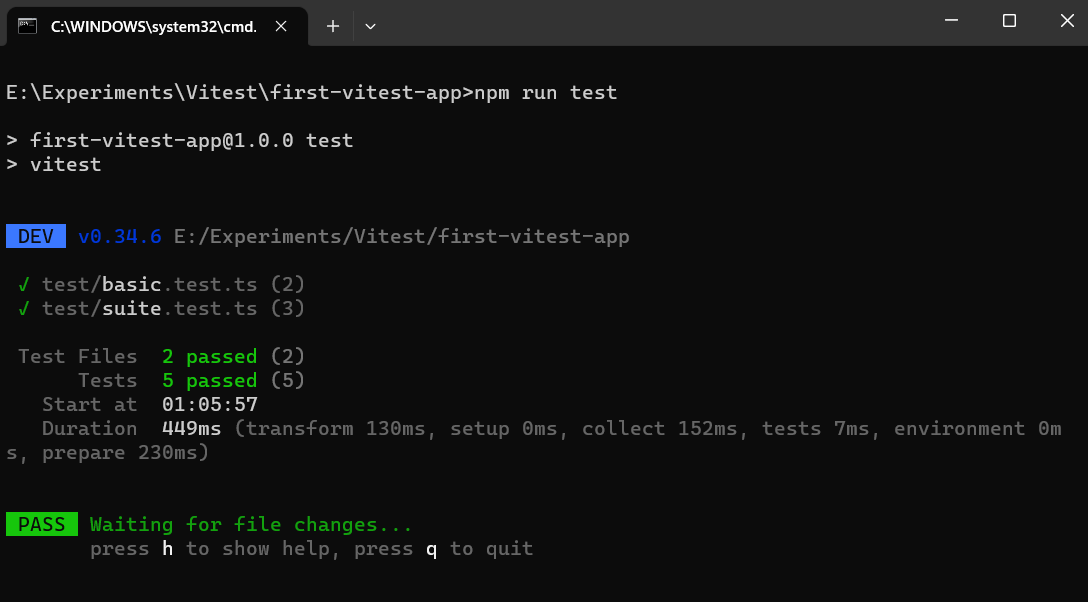 C:\WINDOWS\system32\cmd.
E:\Experiments\Vitest\first-vitest-app>npm run test
> first-vitest-app@1.0.0 test
> vitest
DEV v0.34.6 E:/Experiments/Vitest/first-vitest-app
√ test/basic.test.ts (2)
√ test/suite.test.ts (3)
Test Files 2 passed (2)
Tests 5 passed (5)
Start at 01:05:57
Duration 449ms (transform 130ms, setup 0ms, collect 152ms, tests 7ms, environment 0m
s, prepare 230ms)
PASS Waiting for file changes...
press h to show help, press q to quit